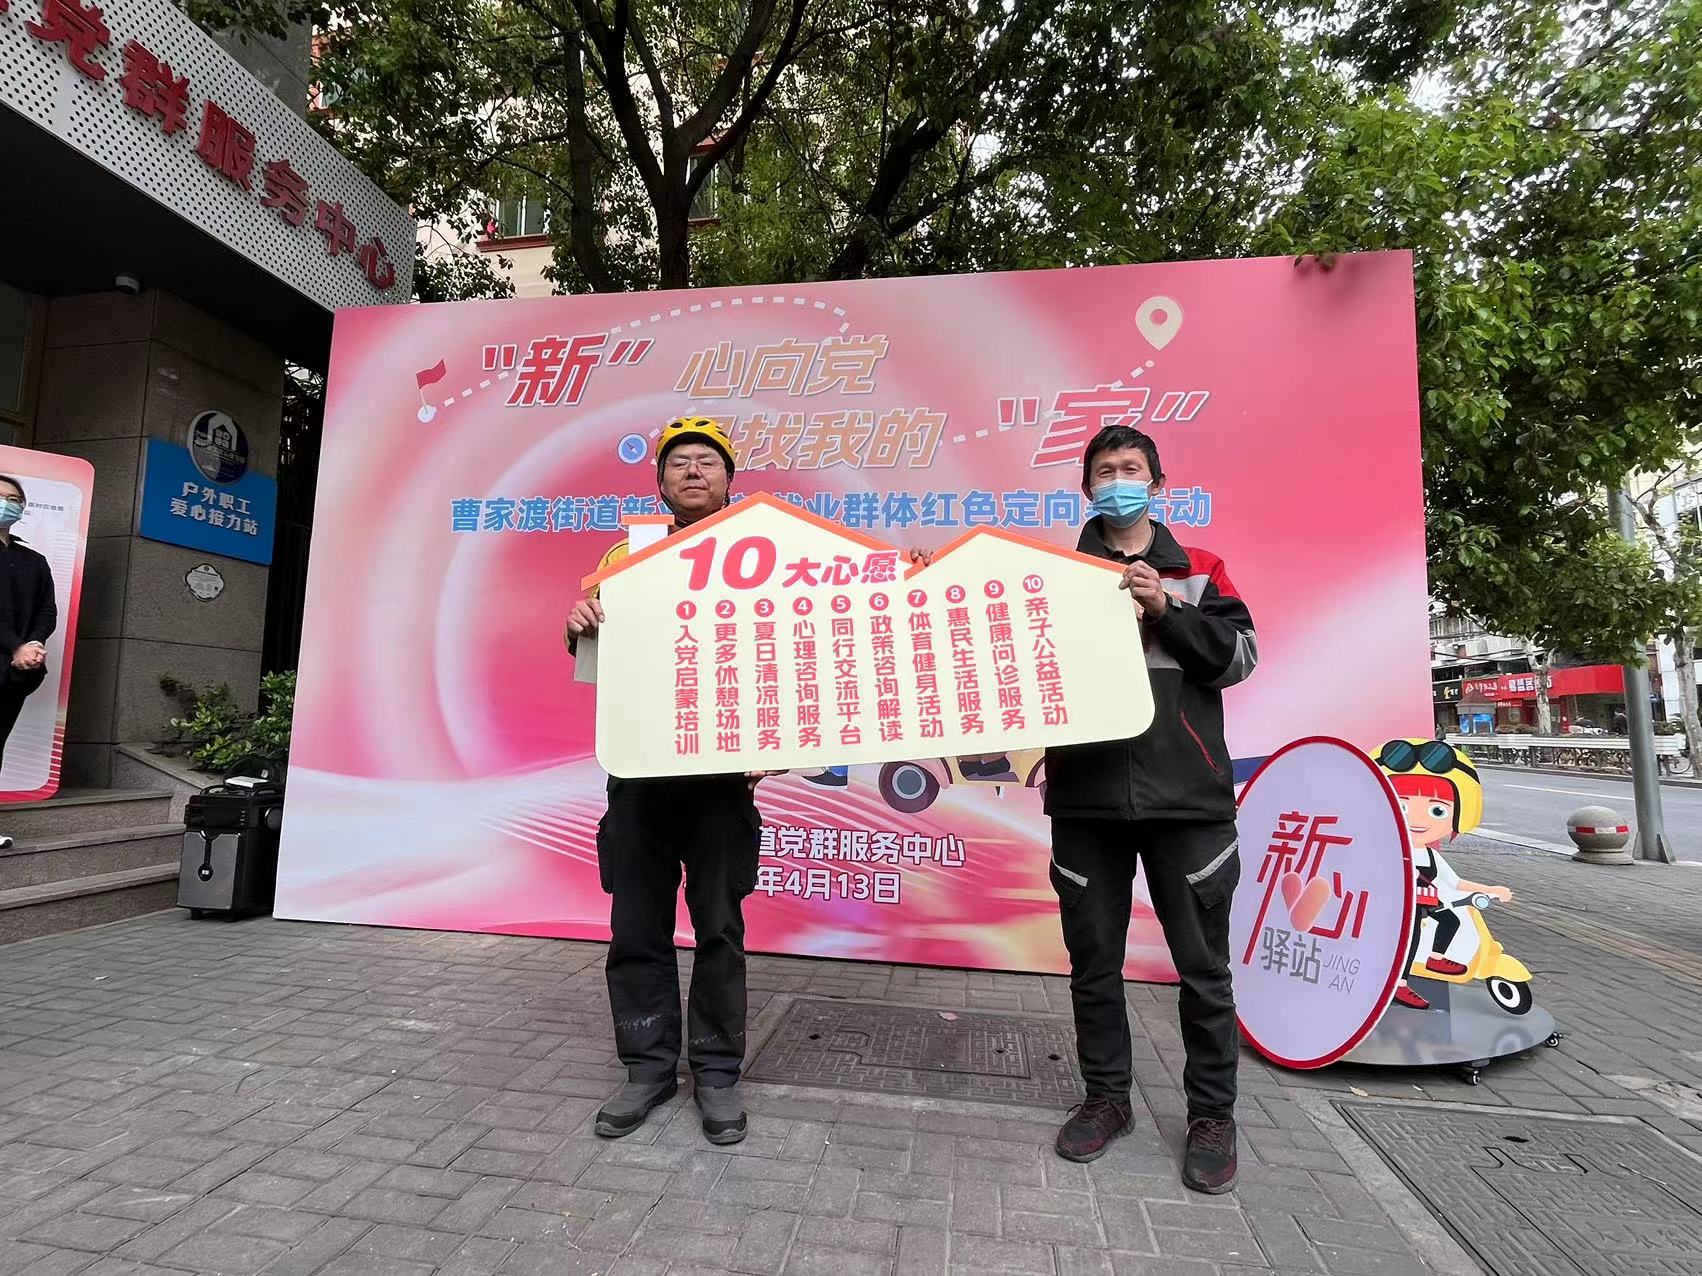 党群服务中心
户外职工
爱心接力站
"新"心向党
找我的"家"
曹家渡街道新 业群体红色定向 活动
10大心愿
1入党启蒙培训
2更多休憩场地
3夏日清凉服务
4心理咨询服务
5同行交流平台
6政策咨询解读
7体育健身活动
8惠民生活服务
9健康问诊服务
10亲子公益活动
道党群服务中心
年4月13日
新心
驿站
JING
AN